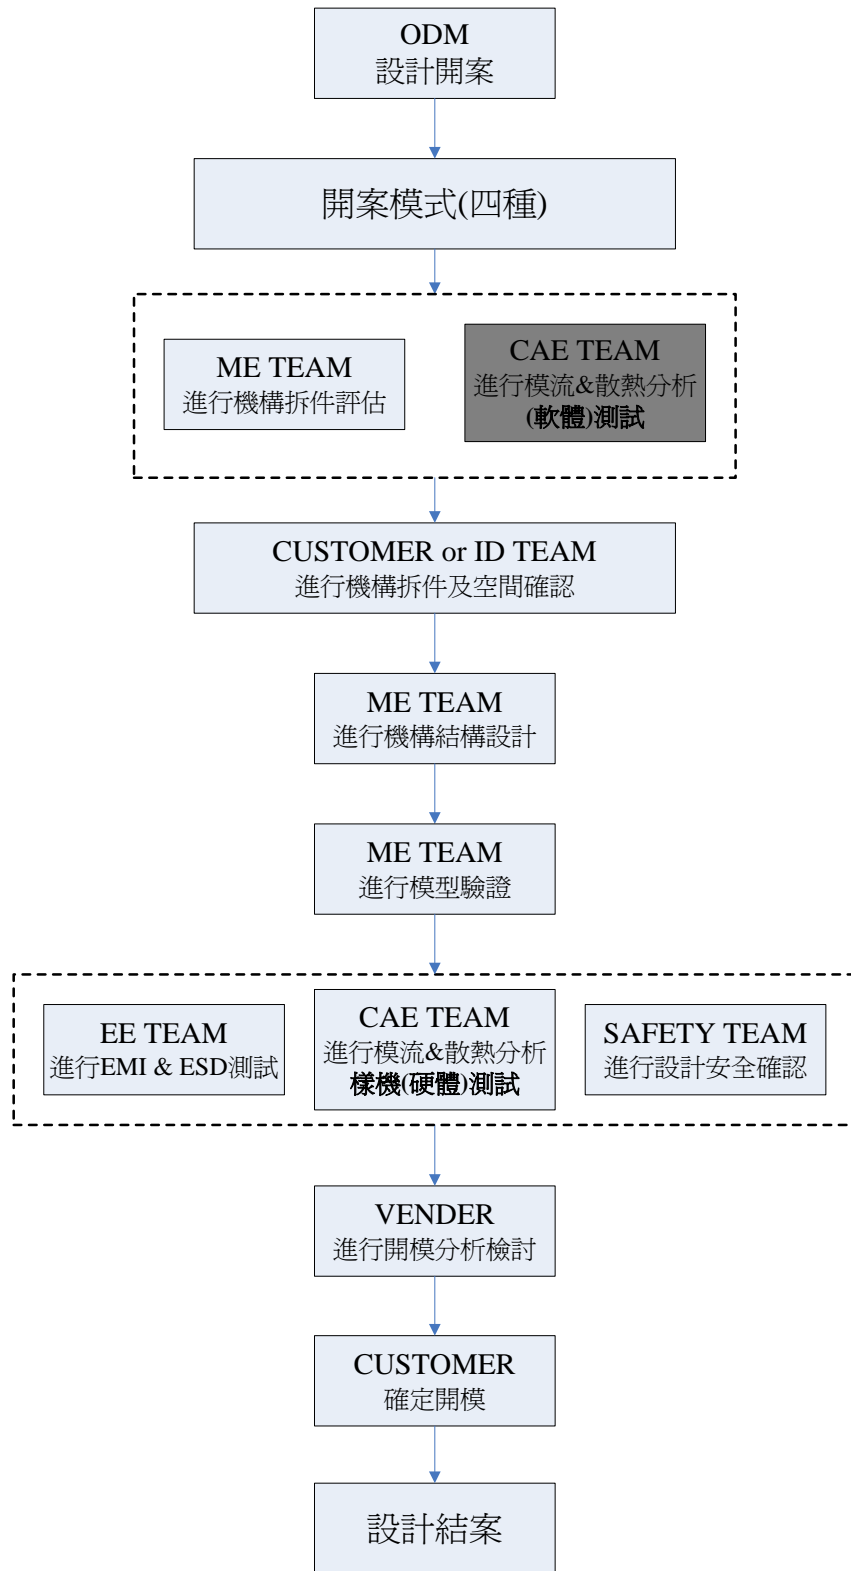 ODM
設計開案
開案模式(四種)
ME TEAM
進行機構拆件評估
CAE TEAM
進行模流&散熱分析
(軟體)測試
CUSTOMER or ID TEAM
進行機構拆件及空間確認
ME TEAM
進行機構結構設計
ME TEAM
進行模型驗證
EE TEAM
進行EMI & ESD測試
CAE TEAM
進行模流&散熱分析
樣機(硬體)測試
SAFETY TEAM
進行設計安全確認
VENDER
進行開模分析檢討
CUSTOMER
確定開模
設計結案